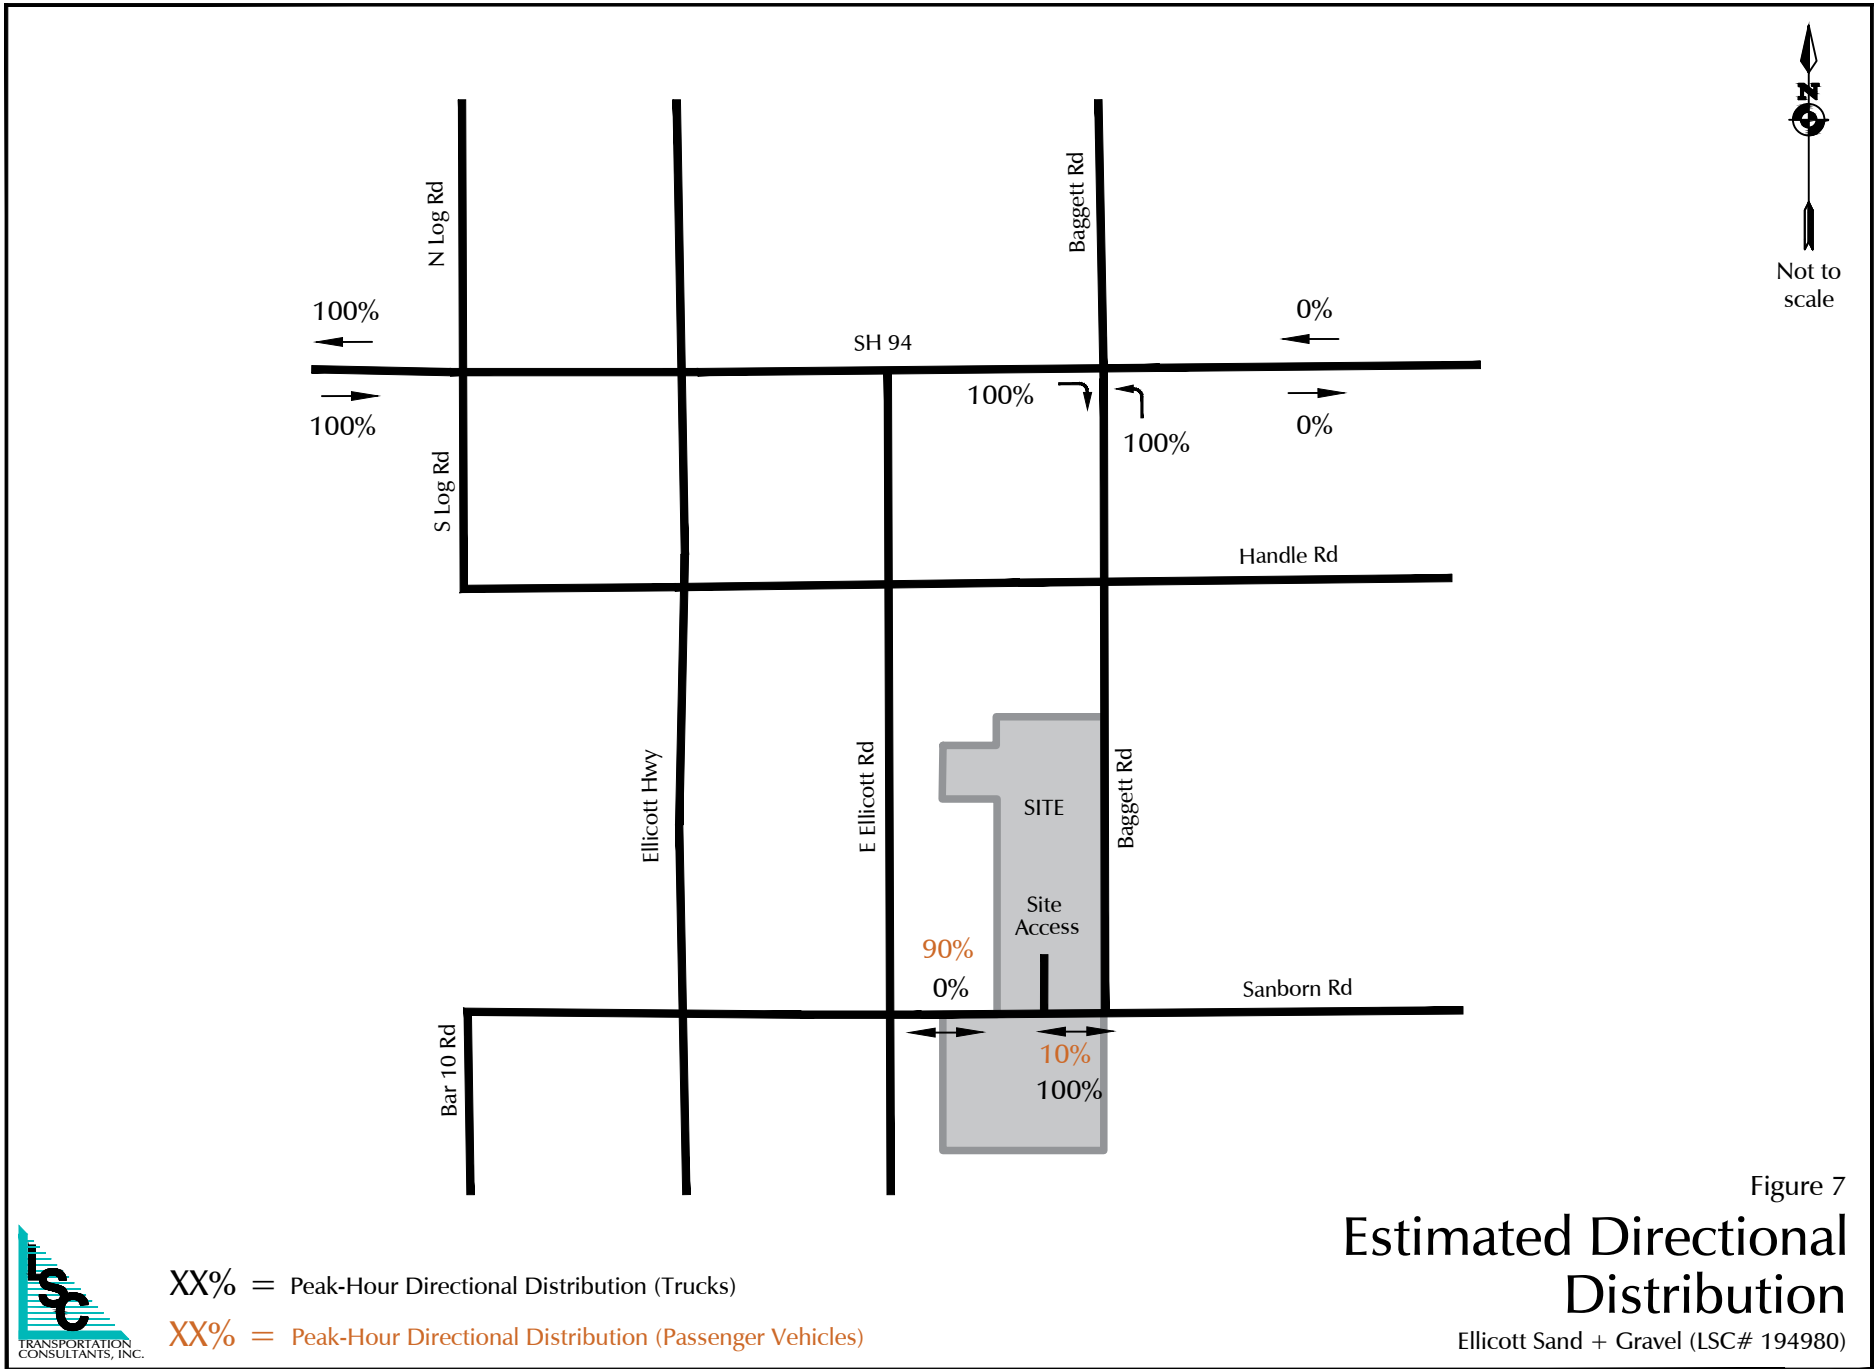 N
Not to
scale
N Log Rd
Baggett Rd
100%
SH 94
0%
100%
100%
100%
0%
S Log Rd
Handle Rd
Ellicott Hwy
E Ellicott Rd
SITE
Baggett Rd
Site
Access
90%
0%
Sanborn Rd
10%
100%
Bar 10 Rd
Figure 7
Estimated Directional
Distribution
Ellicott Sand + Gravel (LSC# 194980)
LSC
TRANSPORTATION
CONSULTANTS, INC.
XX% = Peak-Hour Directional Distribution (Trucks)
XX% = Peak-Hour Directional Distribution (Passenger Vehicles)